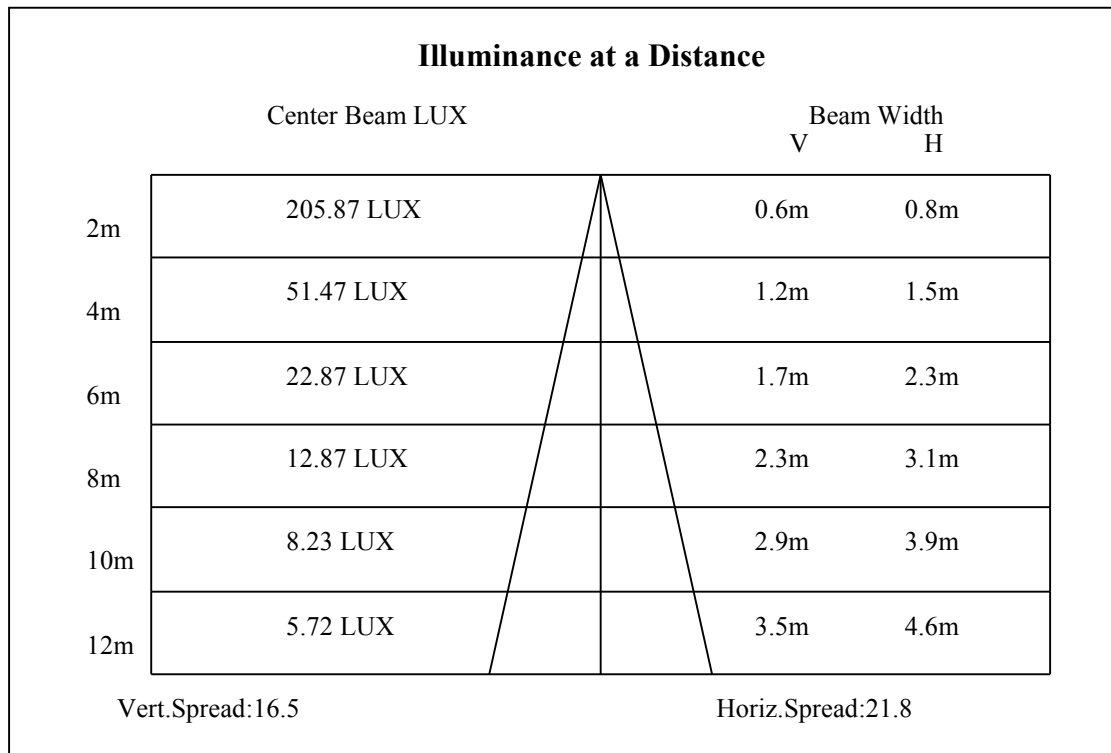 Illuminance at a Distance
Center Beam LUX Beam Width
V H
2m 205.87 LUX 0.6m 0.8m
4m 51.47 LUX 1.2m 1.5m
6m 22.87 LUX 1.7m 2.3m
8m 12.87 LUX 2.3m 3.1m
10m 8.23 LUX 2.9m 3.9m
12m 5.72 LUX 3.5m 4.6m
Vert.Spread:16.5 Horiz.Spread:21.8